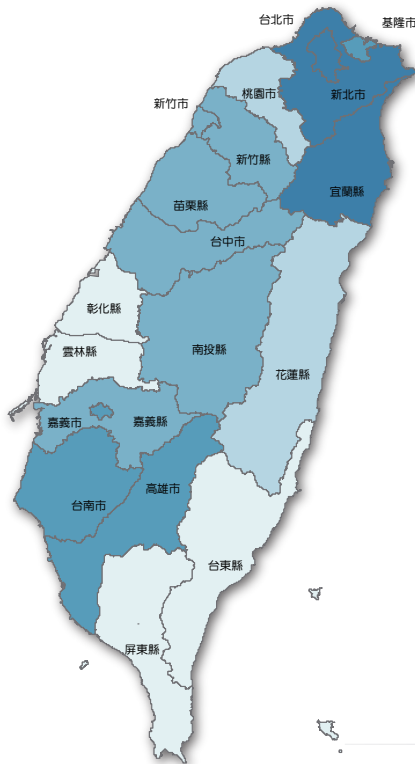 台北市
基隆市
新北市
桃園市
新竹市
新竹縣
宜蘭縣
苗栗縣
台中市
彰化縣
南投縣
雲林縣
花蓮縣
嘉義市
嘉義縣
高雄市
台南市
台東縣
屏東縣